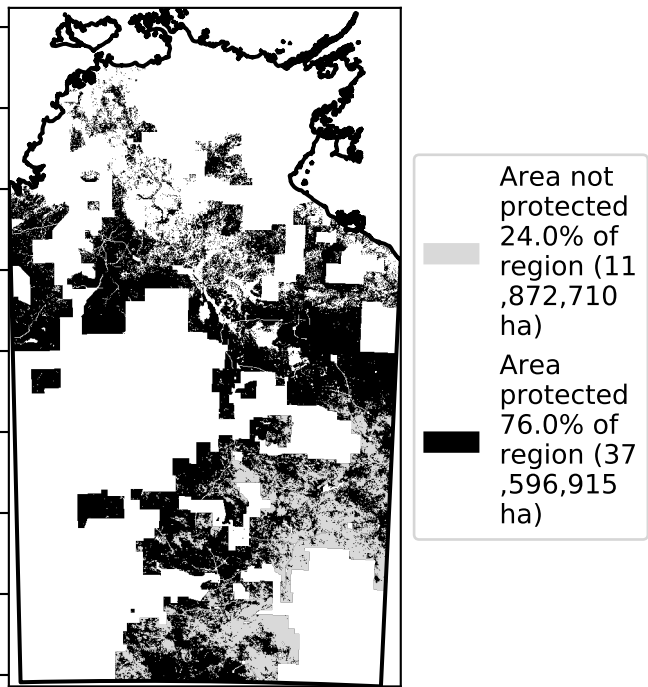 Area not
protected
24.0% of
region (11
,872,710
ha)
Area
protected
76.0% of
region (37
,596,915
ha)